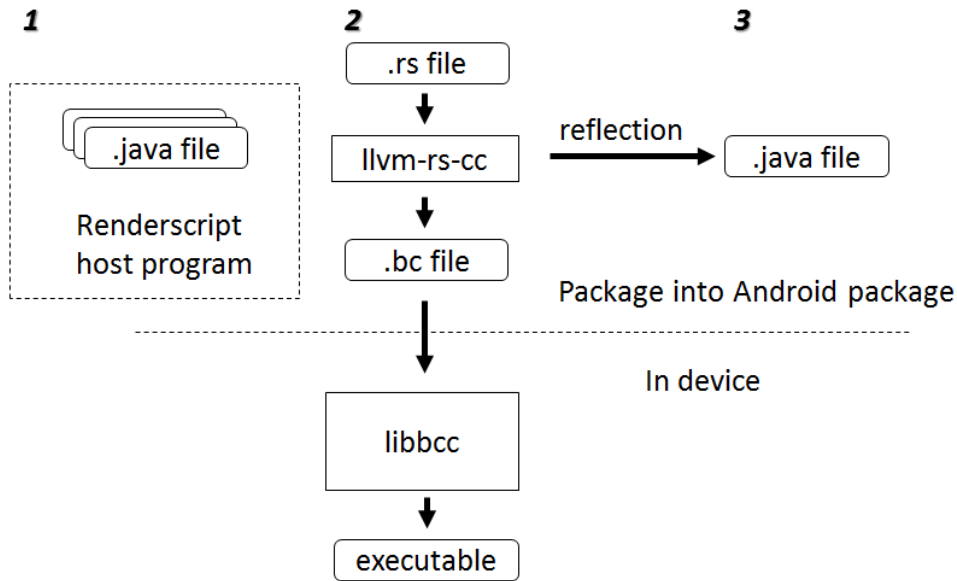 1
2
3
.rs file
.java file
llvm-rs-cc
reflection
.java file
Renderscript
host program
.bc file
Package into Android package
In device
libbcc
executable